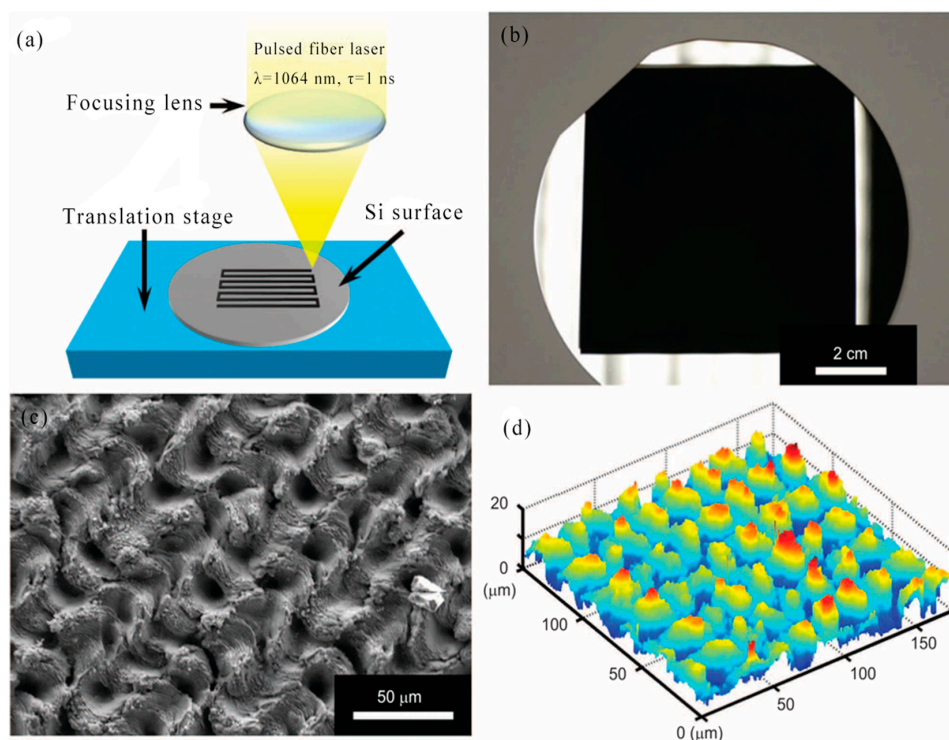 (a)
Pulsed fiber laser
λ=1064 nm, τ=1 ns
Focusing lens
Translation stage
Si surface
(b)
2 cm
(c)
50 μm
(d)
20
0
(μm)
100
50
0 (μm)
50
100
150